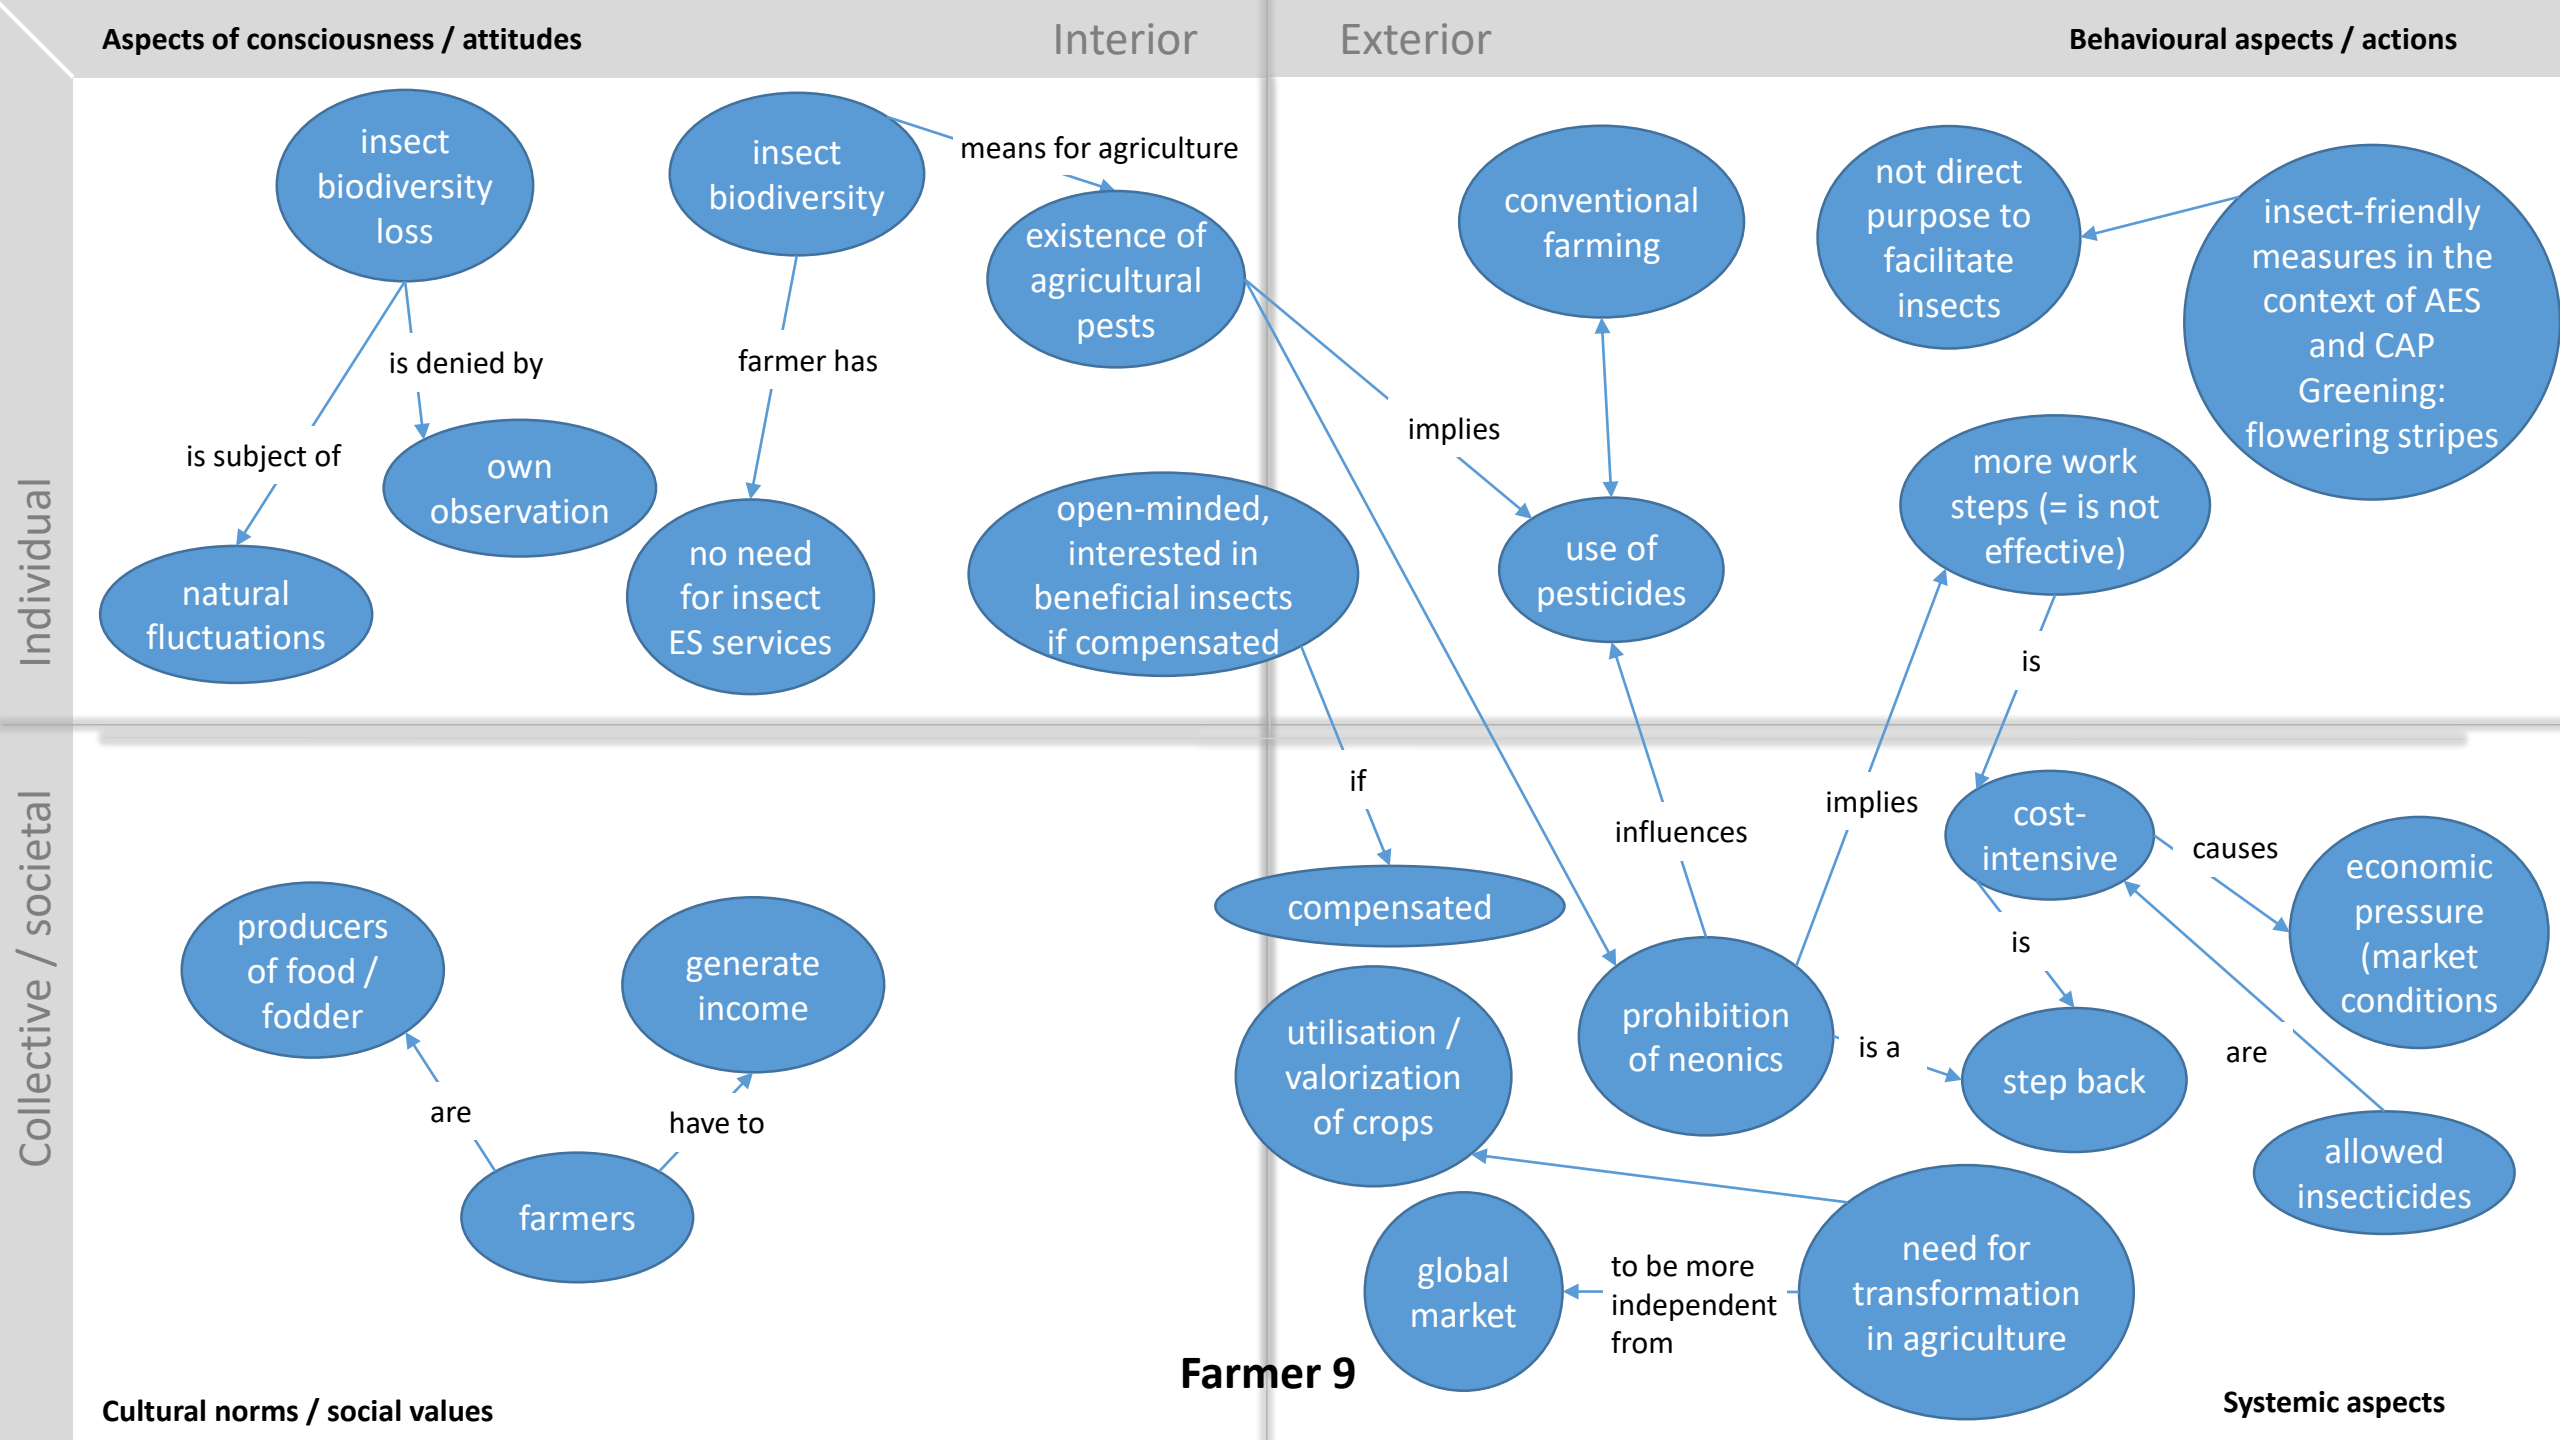 Aspects of consciousness / attitudes
Interior
Exterior
Behavioural aspects / actions
Individual
Collective / societal
insect
biodiversity
loss
is denied by
is subject of
own
observation
natural
fluctuations
insect
biodiversity
means for agriculture
existence of
agricultural
pests
farmer has
no need
for insect
ES services
open-minded,
interested in
beneficial insects
if compensated
conventional
farming
implies
use of
pesticides
not direct
purpose to
facilitate
insects
insect-friendly
measures in the
context of AES
and CAP
Greening:
flowering stripes
more work
steps (= is not
effective)
is
if
compensated
influences
implies
cost-
intensive
causes
economic
pressure
(market
conditions
is
are
prohibition
of neonics
is a
step back
allowed
insecticides
utilisation /
valorization
of crops
global
market
to be more
independent
from
need for
transformation
in agriculture
producers
of food /
fodder
generate
income
are
have to
farmers
Farmer 9
Cultural norms / social values
Systemic aspects